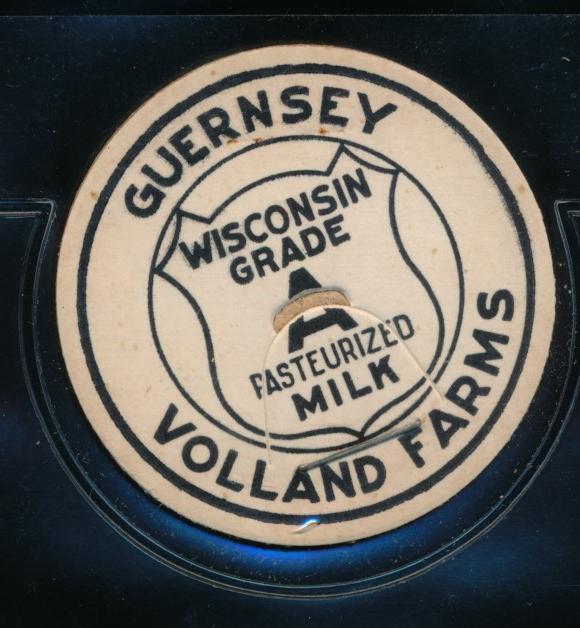 GUERNSEY
WISCONSIN
GRADE
A
PASTEURIZED
MILK
VOLLAND FARMS